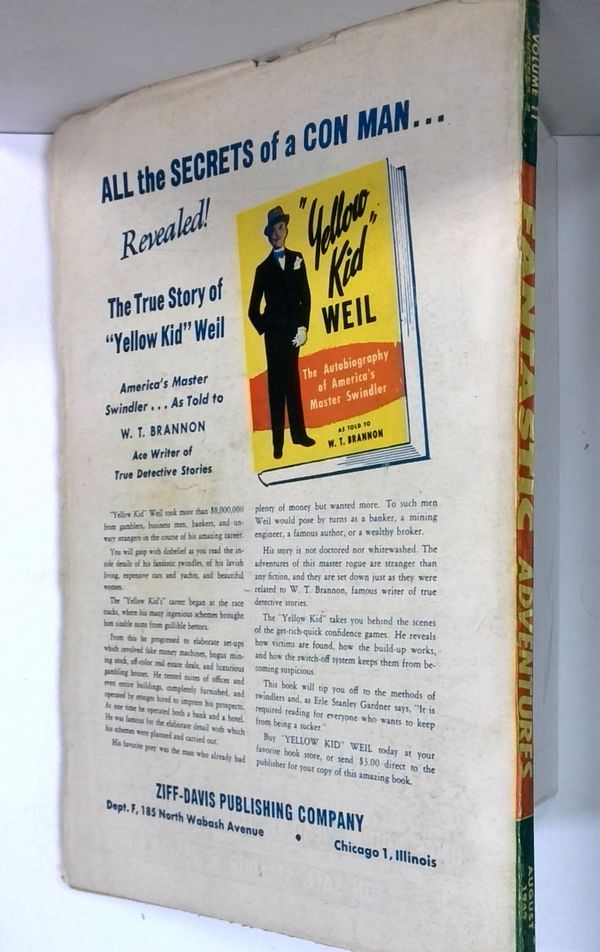 ALL the SECRETS of a CON MAN...
Revealed!
The True Story of
"Yellow Kid" Weil
America's Master
Swindler . . . As Told to
W. T. BRANNON
Ace Writer of
True Detective Stories
"Yellow
Kid"
WEIL
The Autobiography
of America's
Master Swindler
AS TOLD TO
W. T. BRANNON
"Yellow Kid" Weil took more than $8,000,000
from gamblers, business men, bankers, and un-
wary strangers in the course of his amazing career.
You will gasp with disbelief as you read the in-
side details of his fantastic swindles, of his lavish
living, expensive cars and yachts, and beautiful
women.
The "Yellow Kid's" career began at the race
tracks, where his many ingenious schemes brought
him sizable sums from gullible bettors.
From this he progressed to elaborate set-ups
which involved fake money machines, bogus min-
ing stock, off-color real estate deals, and luxurious
gambling houses. He rented suites of offices and
even entire buildings, completely furnished, and
operated by stooges hired to impress his prospects.
At one time he operated both a bank and a hotel.
He was famous for the elaborate detail with which
his schemes were planned and carried out.
His favorite prey was the man who already had
plenty of money but wanted more. To such men
Weil would pose by turns as a banker, a mining
engineer, a famous author, or a wealthy broker.
His story is not doctored nor whitewashed. The
adventures of this master rogue are stranger than
any fiction, and they are set down just as they were
related to W. T. Brannon, famous writer of true
detective stories.
The "Yellow Kid" takes you behind the scenes
of the get-rich-quick confidence games. He reveals
how victims are found, how the build-up works,
and how the switch-off system keeps them from be-
coming suspicious.
This book will tip you off to the methods of
swindlers and, as Erle Stanley Gardner says, "It is
required reading for everyone who wants to keep
from being a sucker."
Buy "YELLOW KID" WEIL today at your
favorite book store, or send $3.00 direct to the
publisher for your copy of this amazing book.
ZIFF-DAVIS PUBLISHING COMPANY
Dept. F, 185 North Wabash Avenue • Chicago 1, Illinois
VOLUME 11
FANTASTIC ADVENTURES
AUGUST
1949